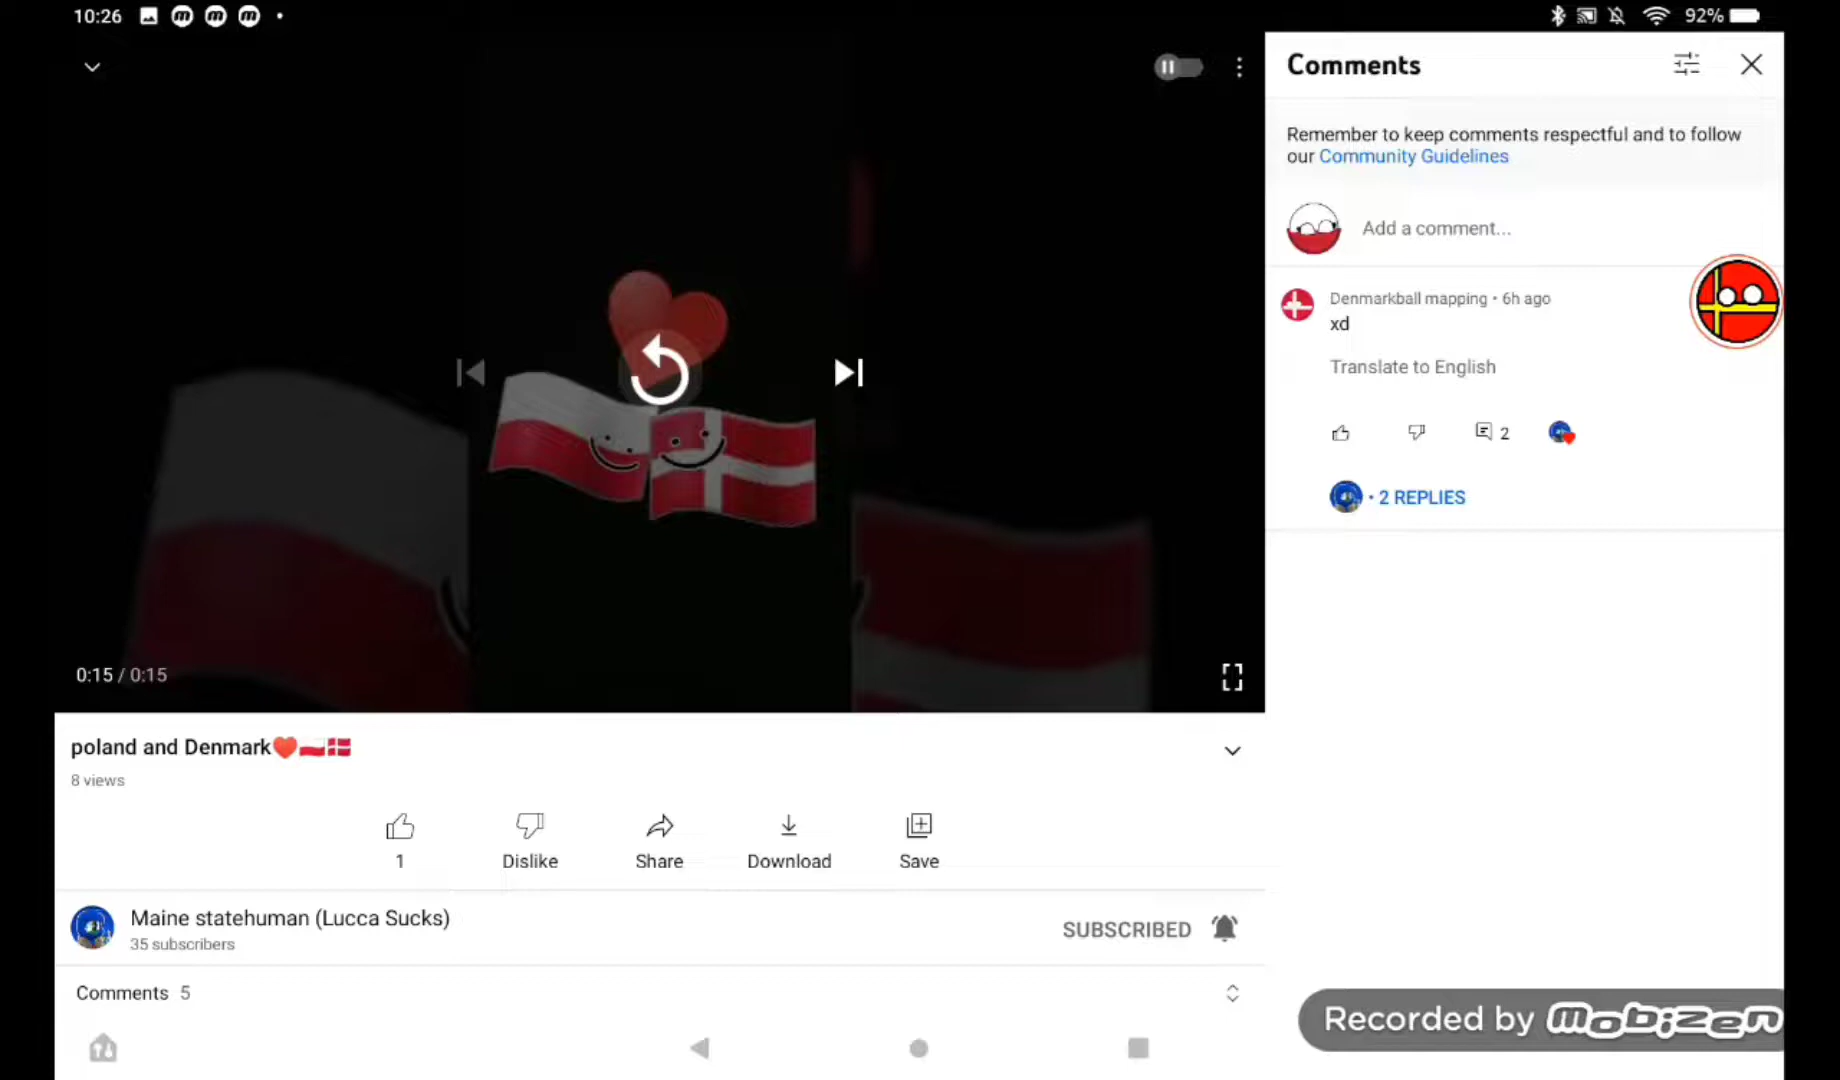 10:26
92%
Comments
Remember to keep comments respectful and to follow
our Community Guidelines
Add a comment...
Denmarkball mapping • 6h ago
xd
Translate to English
2
• 2 REPLIES
0:15 / 0:15
poland and Denmark❤️🇵🇱🇩🇰
8 views
1
Dislike
Share
Download
Save
Maine statehuman (Lucca Sucks)
35 subscribers
SUBSCRIBED
Comments 5
Recorded by mobizen